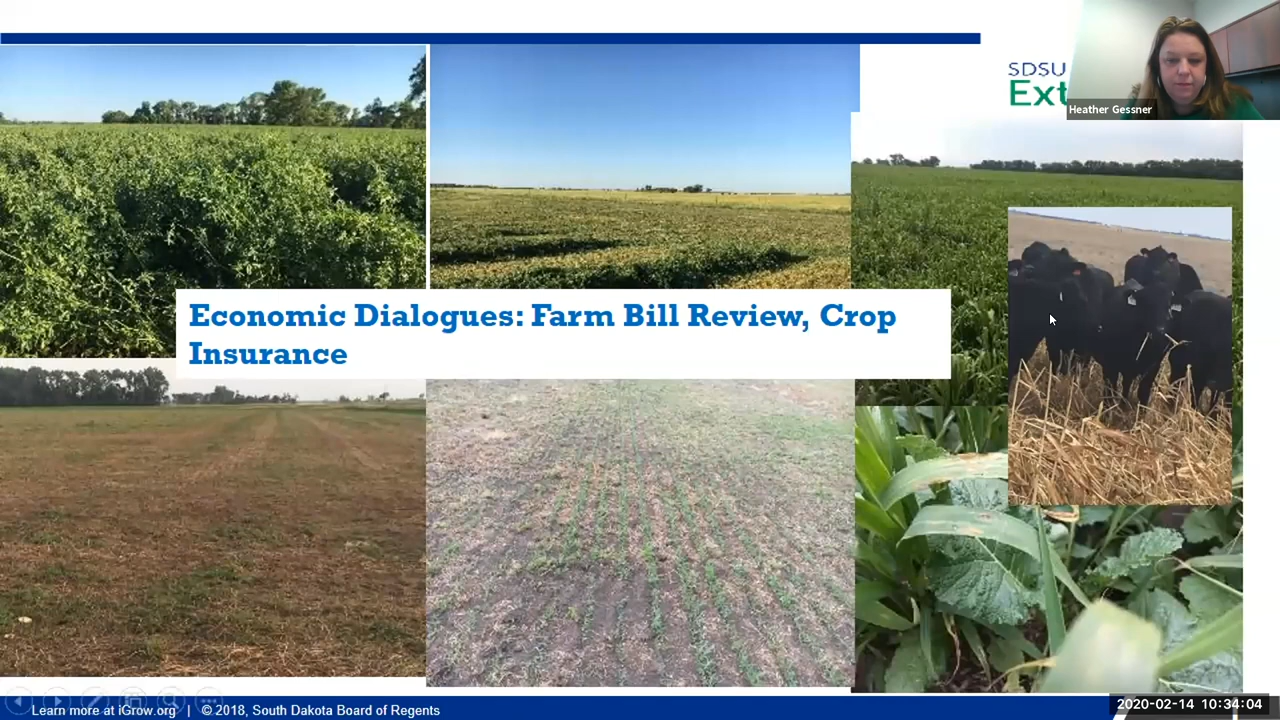 SDSU
Ext
Heather Gessner
Economic Dialogues: Farm Bill Review, Crop
Insurance
Learn more at iGrow.org | © 2018, South Dakota Board of Regents
2020-02-14 10:34:04